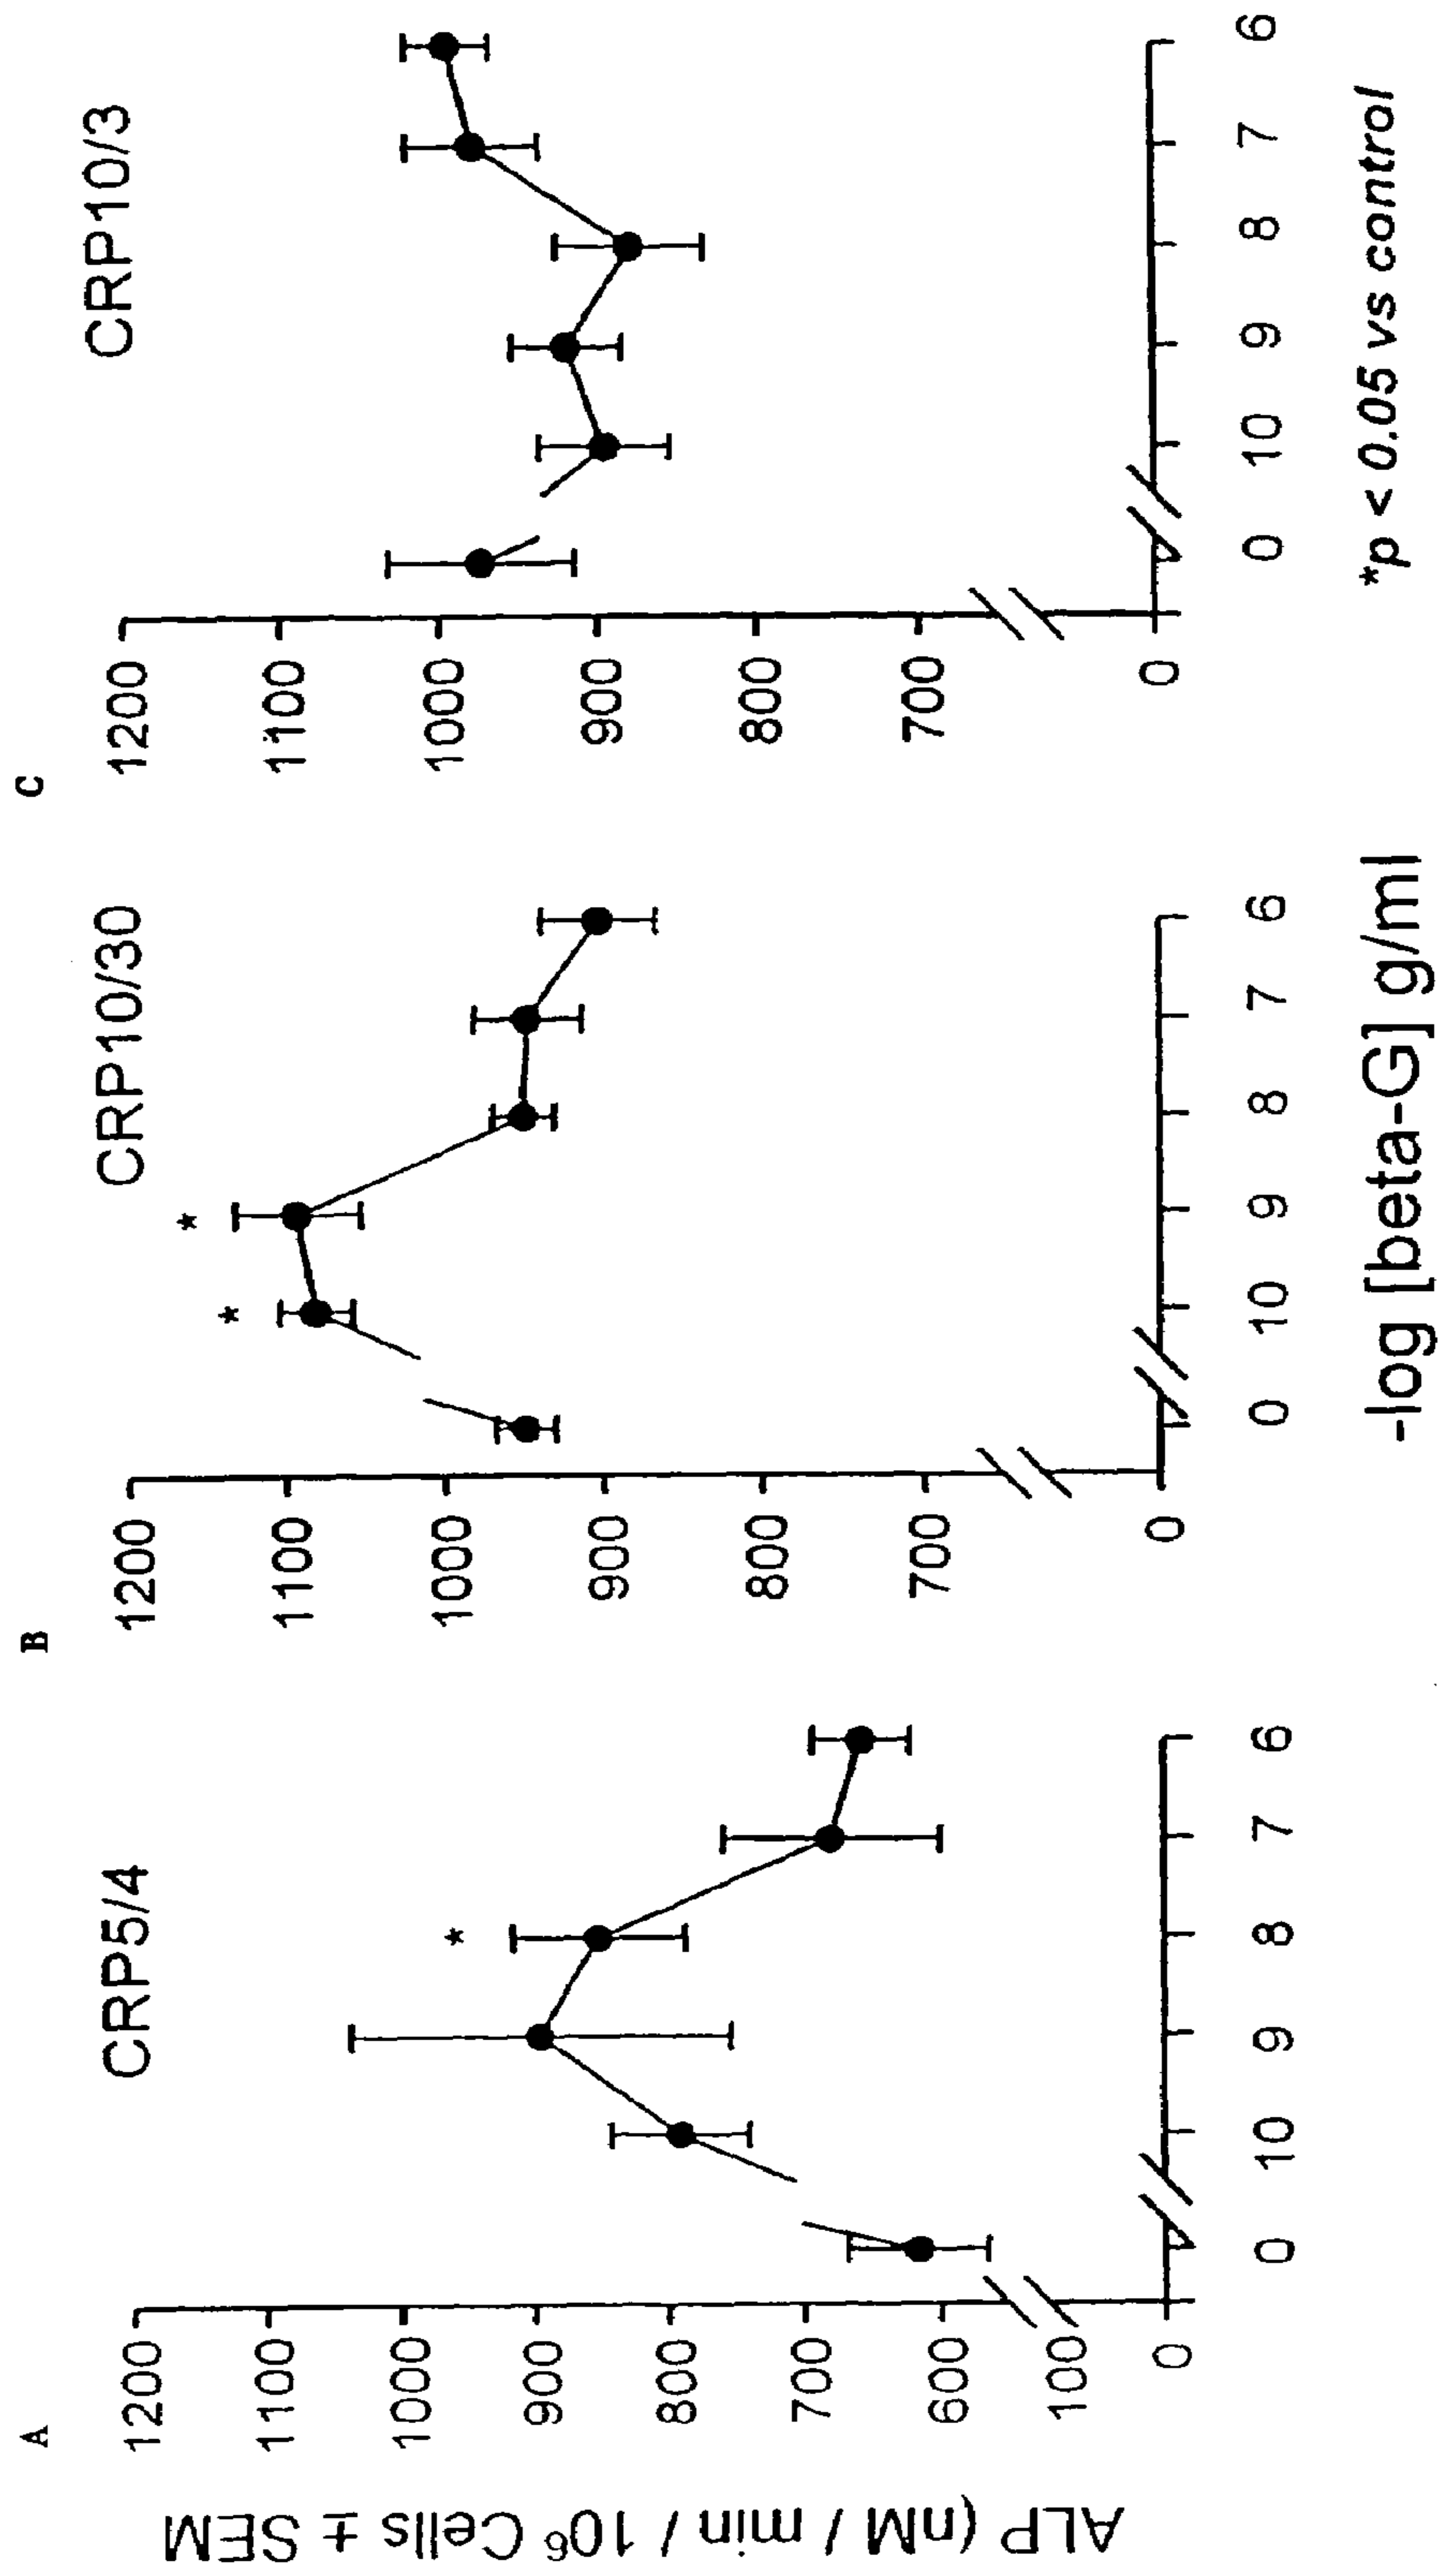 A
CRP5/4
1200
1100
1000
900
800
700
600
100
0
0 10 9 8 7 6
B
CRP10/30
1200
1100
1000
900
800
700
0
0 10 9 8 7 6
C
CRP10/3
1200
1100
1000
900
800
700
0
0 10 9 8 7 6
ALP (nM / min / 10⁶ Cells ± SEM
* * *
-log [beta-G] g/ml
*p < 0.05 vs control